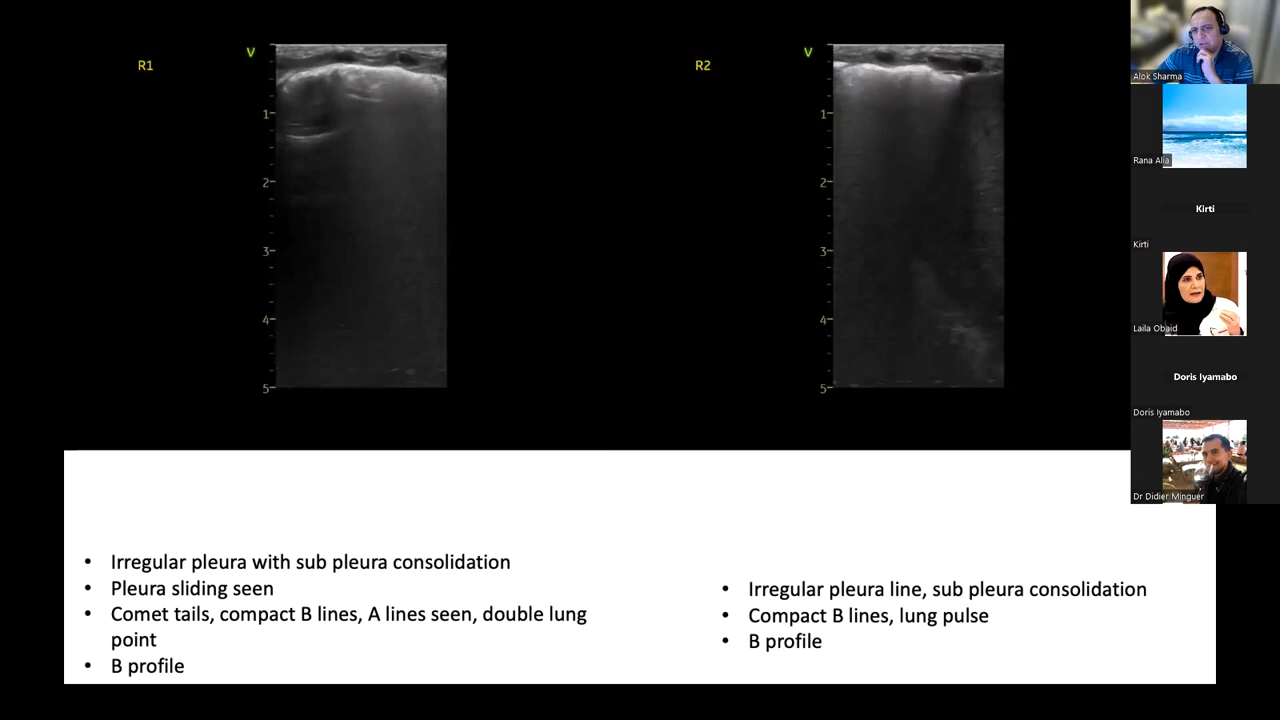 R1
V
1
2
3
4
5
R2
V
1
2
3
4
5
• Irregular pleura with sub pleura consolidation
• Pleura sliding seen
• Comet tails, compact B lines, A lines seen, double lung
point
• B profile
• Irregular pleura line, sub pleura consolidation
• Compact B lines, lung pulse
• B profile
Alok Sharma
Rana Alia
Kirti
Kirti
Laila Obaid
Doris Iyamabo
Doris Iyamabo
Dr Didier Minguer